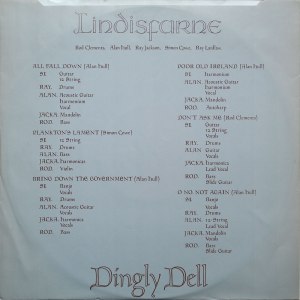 Lindisfarne
Rod Clements, Alan Hull, Ray Jackson, Simon Cowe, Ray Laidlaw.
ALL FALL DOWN (Alan Hull)
SI Guitar
12 String
RAY. Drums
ALAN. Acoustic Guitar
Harmonium
Vocal
JACKA. Mandolin
ROD. Bass
PLANKTON'S LAMENT (Simon Cowe)
SI 12 String
RAY. Drums
ALAN. Bass
JACKA. Harmonicas
ROD. Violin
BRING DOWN THE GOVERNMENT (Alan Hull)
SI Banjo
Vocals
RAY. Drums
ALAN. Acoustic Guitar
Vocals
JACKA. Harmonica
Vocals
ROD. Bass
POOR OLD IRELAND (Alan Hull)
SI Harmonium
ALAN. Acoustic Guitar
Harmonium
Vocal
JACKA. Mandolin
ROD. Autoharp
DON'T ASK ME (Rod Clements)
SI Guitar
12 String
Vocals
RAY. Drums
ALAN Guitar
Vocals
JACKA Harmonica
Lead Vocal
ROD. Bass
Slide Guitar
O NO NOT AGAIN (Alan Hull)
SI Banjo
Vocals
RAY. Drums
ALAN. 12-String
Lead Vocal
JACKA. Mandolin
Vocals
ROD. Bass
Slide Guitar
Dingly Dell